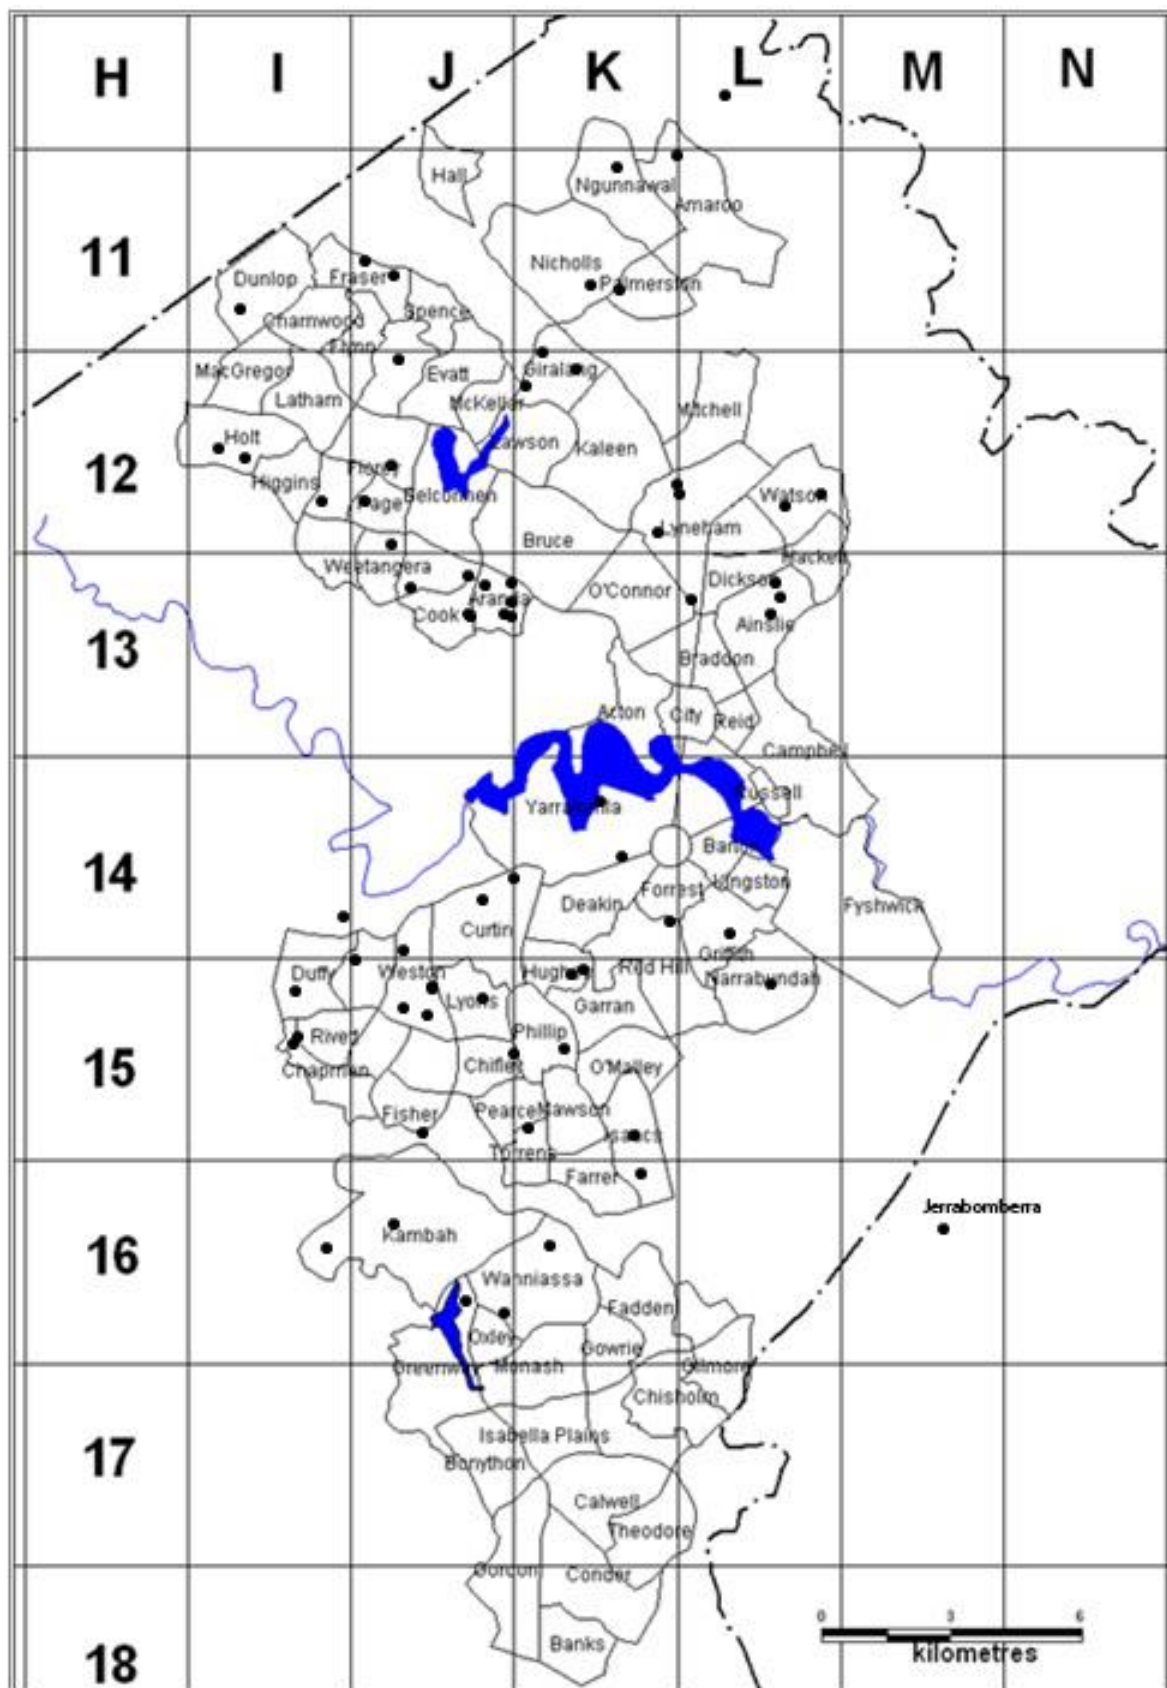 H I J K L M N
Hall
Ngunnawal
Amaroo
11
Nicholls
Dunlop
Fraser
Palmerston
Spence
Charnwood
Flynn
MacGregor
Evatt
Giralang
Latham
McKellar
Mitchell
Holt
Lawson
Kaleen
12
Florey
Higgins
Belconnen
Watson
Page
Lyneham
Bruce
Hackett
Weetangera
Dickson
O'Connor
Aranda
Cook
Ainslie
13
Braddon
Acton
City
Reid
Campbell
Russell
Yarralumla
Barton
14
Forrest
Kingston
Deakin
Fyshwick
Curtin
Griffith
Duffy
Weston
Hughes
Red Hill
Narrabundah
Lyons
Garran
Rivett
Phillip
15
Chapman
Chifley
O'Malley
Fisher
Pearce
Mawson
Isaacs
Torrens
Farrer
Jerrabomberra
Kambah
16
Wanniassa
Fadden
Oxley
Gowrie
Greenway
Monash
Gilmore
Chisholm
17
Isabella Plains
Bonython
Calwell
Theodore
Gordon
Conder
0 3 6
Banks
kilometres
18